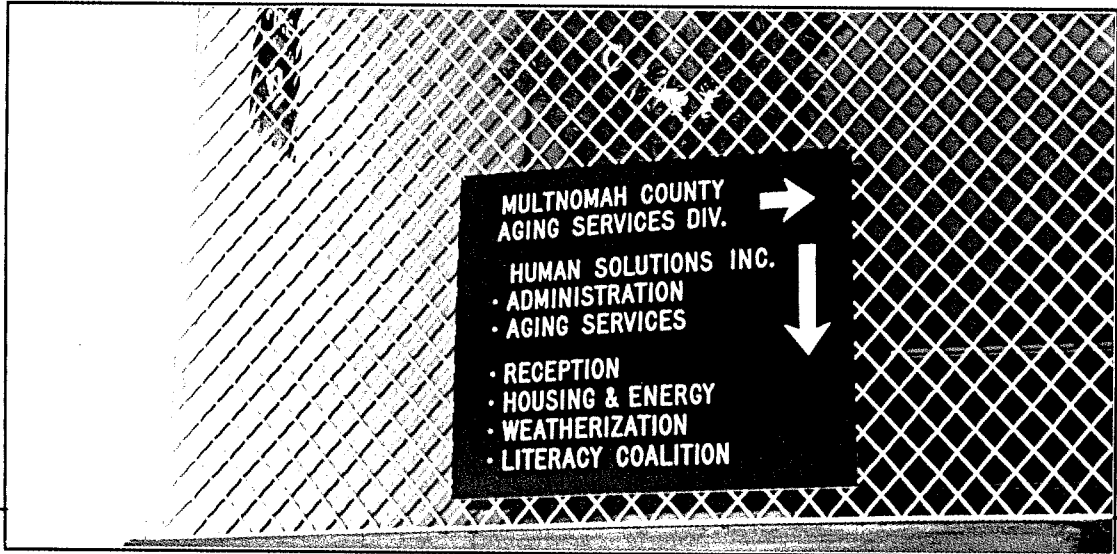 MULTNOMAH COUNTY
AGING SERVICES DIV.
HUMAN SOLUTIONS INC.
· ADMINISTRATION
· AGING SERVICES
· RECEPTION
· HOUSING & ENERGY
· WEATHERIZATION
· LITERACY COALITION